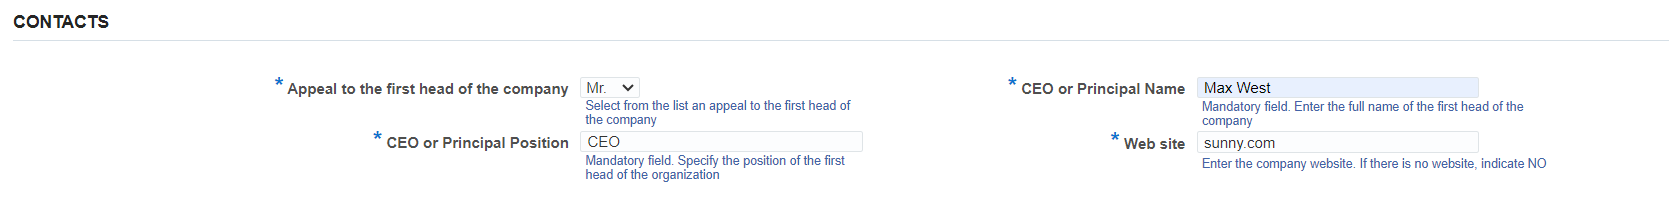 CONTACTS
* Appeal to the first head of the company Mr.
Select from the list an appeal to the first head of
the company
* CEO or Principal Name Max West
Mandatory field. Enter the full name of the first head of the
company
* CEO or Principal Position CEO
Mandatory field. Specify the position of the first
head of the organization
* Web site sunny.com
Enter the company website. If there is no website, indicate NO